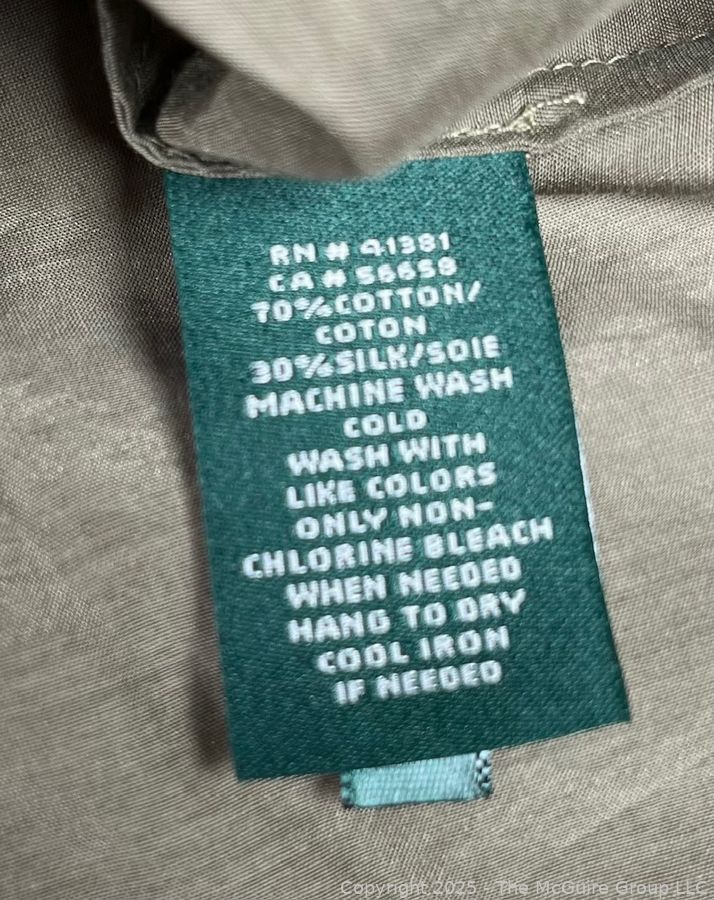 RN # 41381
CA # 56658
70%COTTON/
COTON
30%SILK/SOIE
MACHINE WASH
COLD
WASH WITH
LIKE COLORS
ONLY NON-
CHLORINE BLEACH
WHEN NEEDED
HANG TO DRY
COOL IRON
IF NEEDED
Copyright 2025 - The McGuire Group LLC